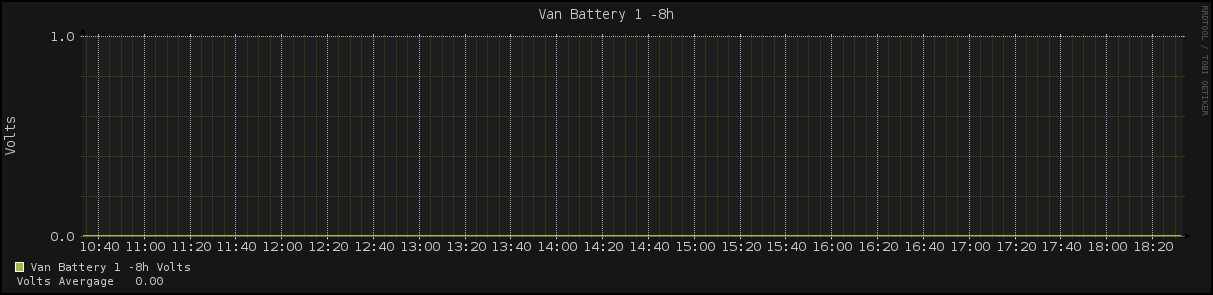 Van Battery 1 -8h
RRDTOOL / TOBI OETIKER
Volts
1.0
0.0
10:40 11:00 11:20 11:40 12:00 12:20 12:40 13:00 13:20 13:40 14:00 14:20 14:40 15:00 15:20 15:40 16:00 16:20 16:40 17:00 17:20 17:40 18:00 18:20
Van Battery 1 -8h Volts
Volts Avergage 0.00